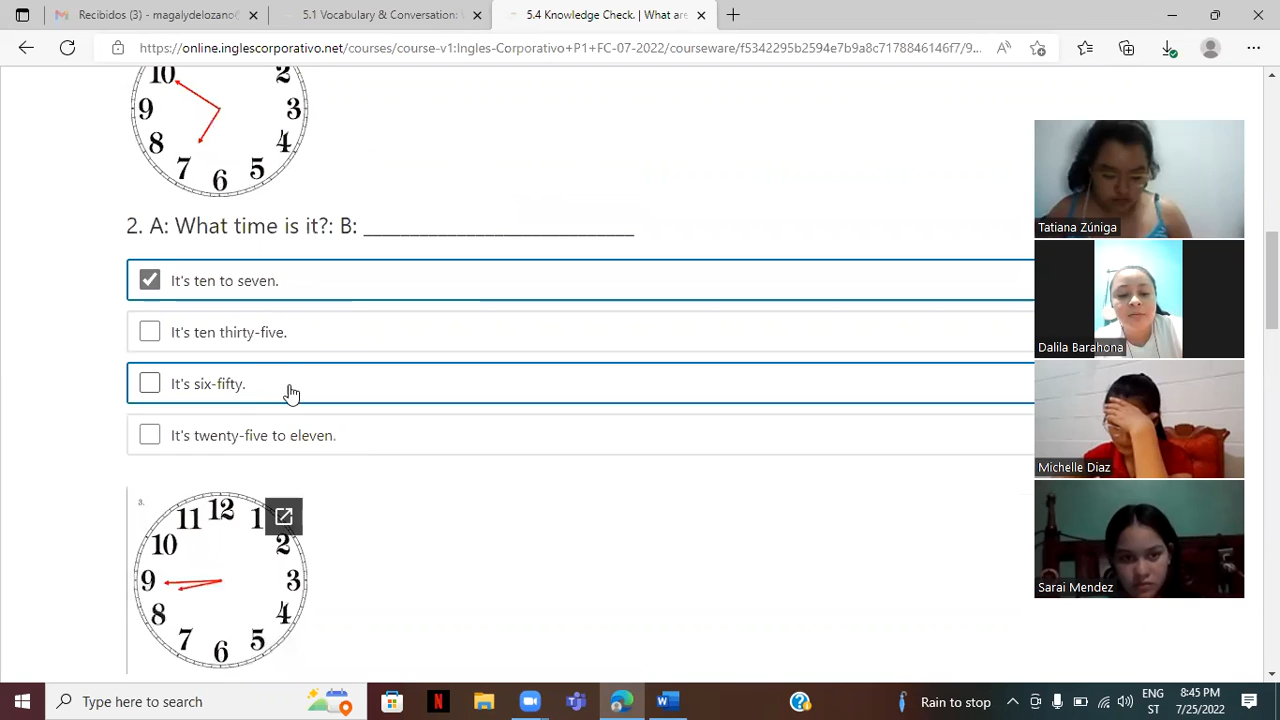 Recibidos (3) - magalydelozano@
5.1 Vocabulary & Conversation:
5.4 Knowledge Check. | What are
https://online.inglescorporativo.net/courses/course-v1:Ingles-Corporativo+P1+FC-07-2022/courseware/f5342295b2594e7b9a8c7178846146f7/9...
10 2
9 3
8 4
7 6 5
2. A: What time is it?: B: ____________________________
It's ten to seven.
It's ten thirty-five.
It's six-fifty.
It's twenty-five to eleven.
3.
11 12 1
10 2
9 3
8 4
7 6 5
Tatiana Zúniga
Dalila Barahona
Michelle Diaz
Sarai Mendez
Type here to search
Rain to stop
ENG
ST
8:45 PM
7/25/2022